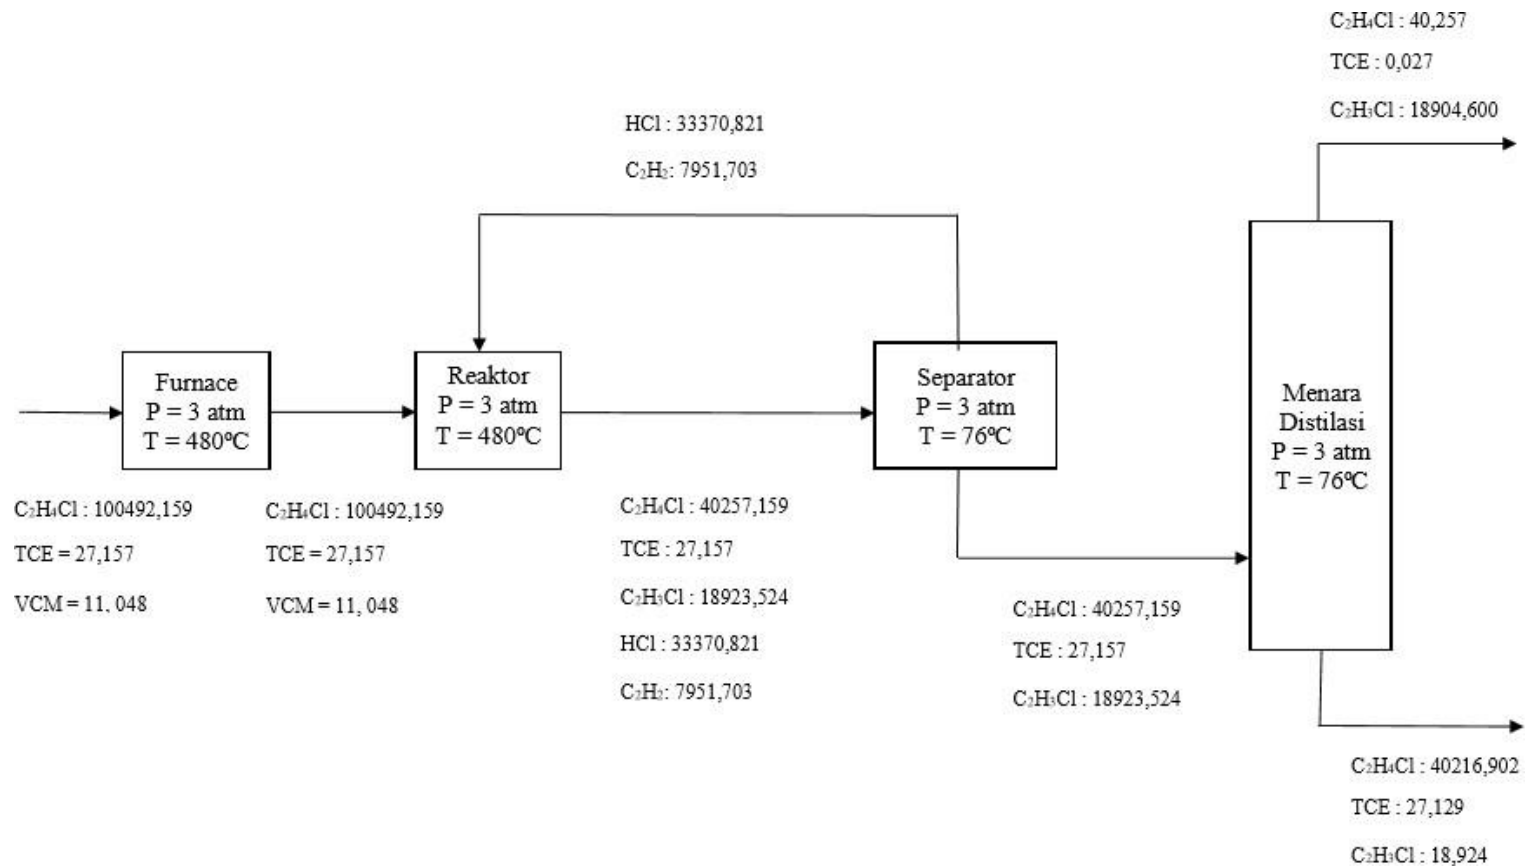 C₂H₄Cl : 40,257
TCE : 0,027
C₂H₃Cl : 18904,600
HCl : 33370,821
C₂H₂: 7951,703
Furnace
P = 3 atm
T = 480ºC
Reaktor
P = 3 atm
T = 480ºC
Separator
P = 3 atm
T = 76ºC
Menara
Distilasi
P = 3 atm
T = 76ºC
C₂H₄Cl : 100492,159
TCE = 27,157
VCM = 11, 048
C₂H₄Cl : 100492,159
TCE = 27,157
VCM = 11, 048
C₂H₄Cl : 40257,159
TCE : 27,157
C₂H₃Cl : 18923,524
HCl : 33370,821
C₂H₂: 7951,703
C₂H₄Cl : 40257,159
TCE : 27,157
C₂H₃Cl : 18923,524
C₂H₄Cl : 40216,902
TCE : 27,129
C₂H₃Cl : 18,924